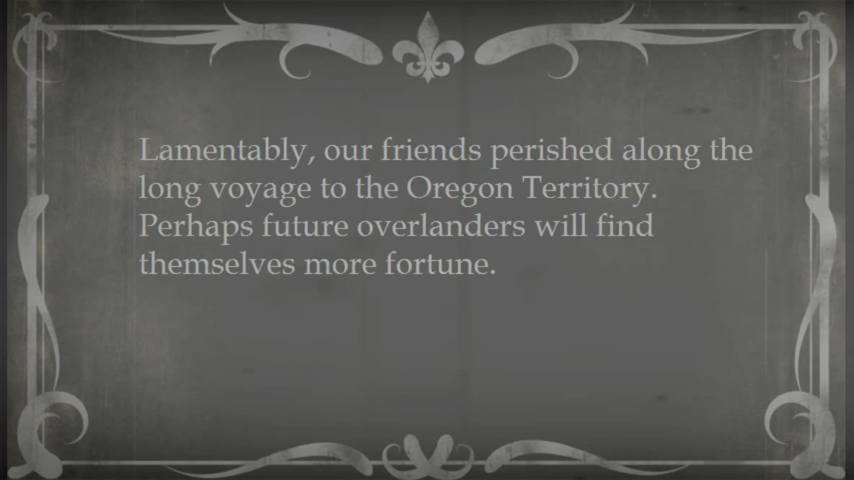 Lamentably, our friends perished along the
long voyage to the Oregon Territory.
Perhaps future overlanders will find
themselves more fortune.